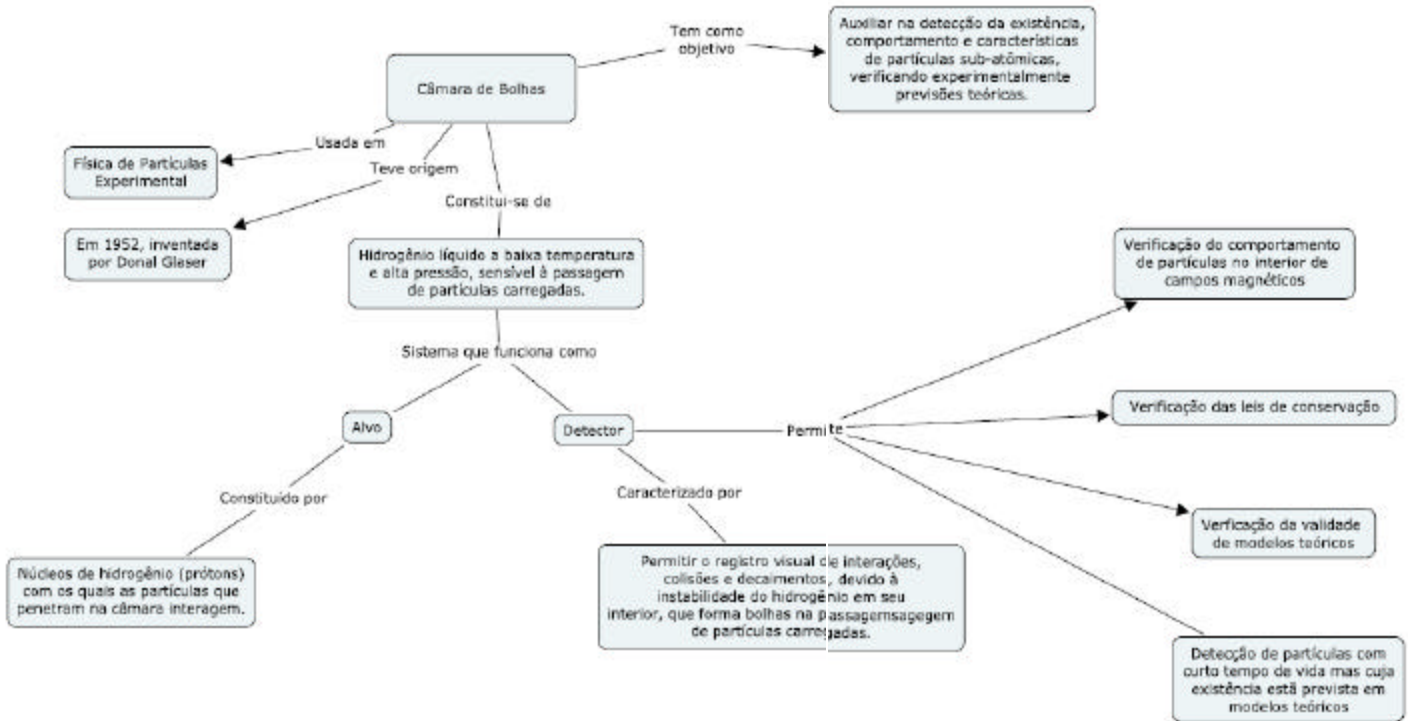 Tem como
objetivo
Auxiliar na detecção da existência,
comportamento e características
de partículas sub-atômicas,
verificando experimentalmente
previsões teóricas.
Câmara de Bolhas
Usada em
Física de Partículas
Experimental
Teve origem
Em 1952, inventada
por Donal Glaser
Constitui-se de
Hidrogênio líquido a baixa temperatura
e alta pressão, sensível à passagem
de partículas carregadas.
Sistema que funciona como
Alvo
Detector
Permite
Verificação do comportamento
de partículas no interior de
campos magnéticos
Verificação das leis de conservação
Verficação da validade
de modelos teóricos
Detecção de partículas com
curto tempo de vida mas cuja
existência está prevista em
modelos teóricos
Constituído por
Núcleos de hidrogênio (prótons)
com os quais as partículas que
penetram na câmara interagem.
Caracterizado por
Permitir o registro visual de interações,
colisões e decaimentos, devido à
instabilidade do hidrogênio em seu
interior, que forma bolhas na passagemsagegem
de partículas carregadas.